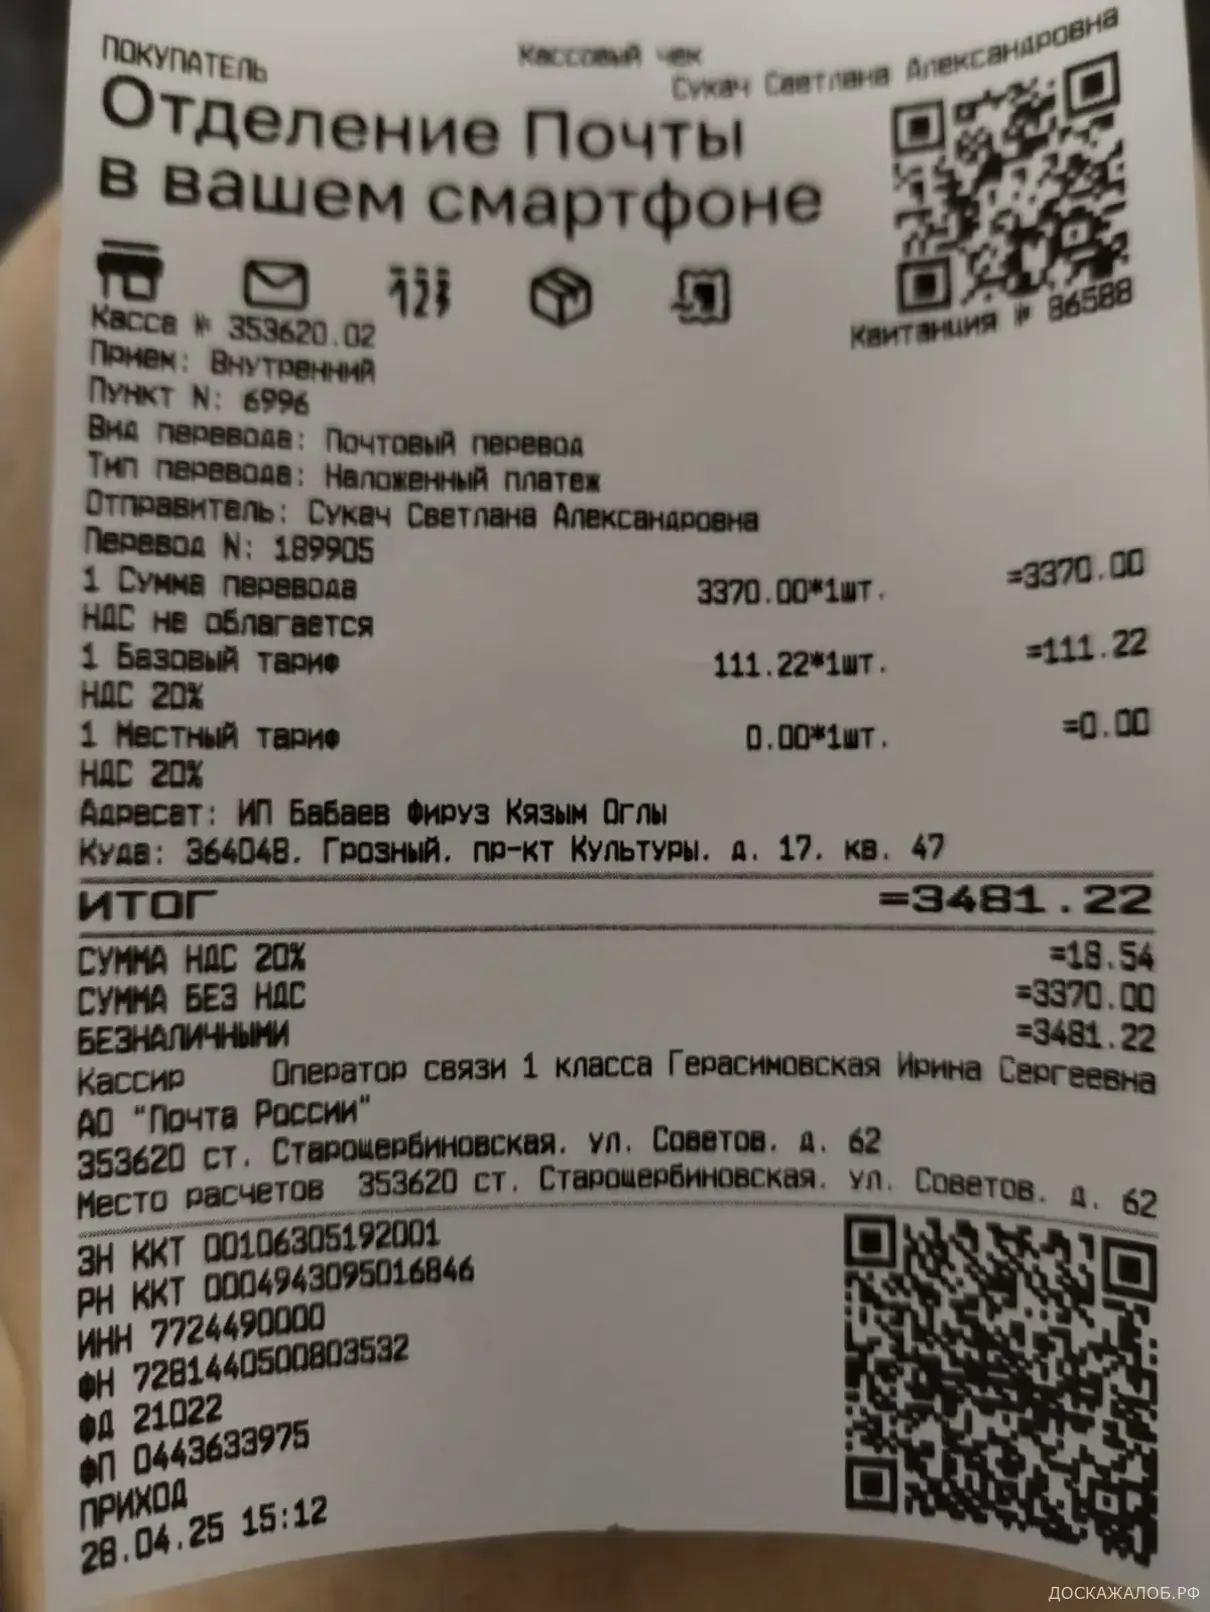 Кассовый чек
ПОКУПАТЕЛЬ
Сукач Светлана Александровна
Отделение Почты
в вашем смартфоне
123
Касса № 353620.02
Квитанция № 86588
Прием: Внутренний
Пункт N: 6996
Вид перевода: Почтовый перевод
Тип перевода: Наложенный платеж
Отправитель: Сукач Светлана Александровна
Перевод N: 189905
1 Сумма перевода 3370.00*1шт. =3370.00
НДС не облагается
1 Базовый тариф 111.22*1шт. =111.22
НДС 20%
1 Местный тариф 0.00*1шт. =0.00
НДС 20%
Адресат: ИП Бабаев Фируз Кязым Оглы
Куда: 364048, Грозный, пр-кт Культуры, д. 17, кв. 47
ИТОГ =3481.22
СУММА НДС 20% =18.54
СУММА БЕЗ НДС =3370.00
БЕЗНАЛИЧНЫМИ =3481.22
Кассир Оператор связи 1 класса Герасимовская Ирина Сергеевна
АО "Почта России"
353620 ст. Старощербиновская, ул. Советов, д. 62
Место расчетов 353620 ст. Старощербиновская, ул. Советов, д. 62
ЗН ККТ 00106305192001
РН ККТ 0004943095016846
ИНН 7724490000
ФН 7281440500803532
ФД 21022
ФП 0443633975
ПРИХОД
28.04.25 15:12
ДОСКАЖАЛОБ.РФ